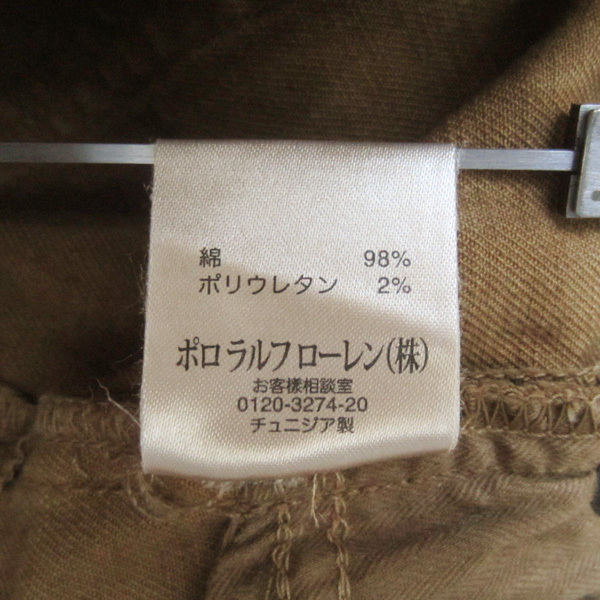 綿 98%
ポリウレタン 2%
ポロ ラルフ ローレン(株)
お客様相談室
0120-3274-20
チュニジア製